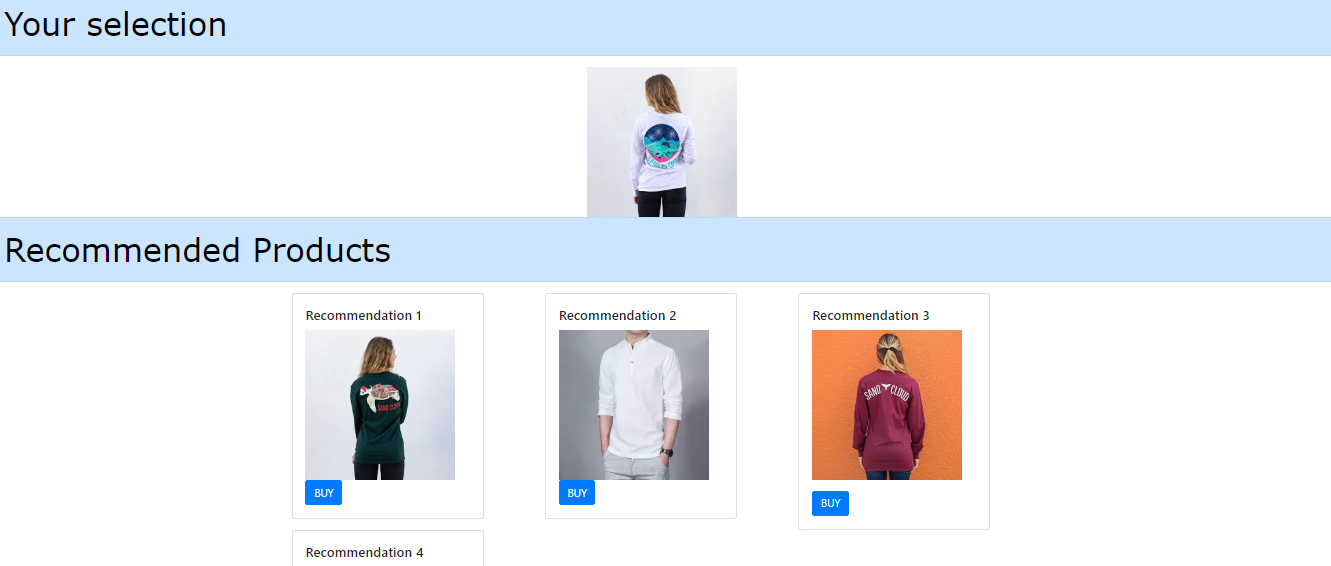 Your selection
Recommended Products
Recommendation 1
SAND CLOUD
BUY
Recommendation 2
BUY
Recommendation 3
SAND CLOUD
BUY
Recommendation 4